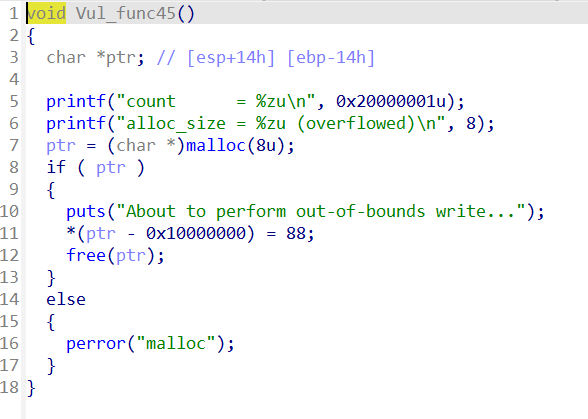 1 void Vul_func45()
2 {
3   char *ptr; // [esp+14h] [ebp-14h]
4
5   printf("count      = %zu\n", 0x20000001u);
6   printf("alloc_size = %zu (overflowed)\n", 8);
7   ptr = (char *)malloc(8u);
8   if ( ptr )
9   {
10     puts("About to perform out-of-bounds write...");
11     *(ptr - 0x10000000) = 88;
12     free(ptr);
13   }
14   else
15   {
16     perror("malloc");
17   }
18 }